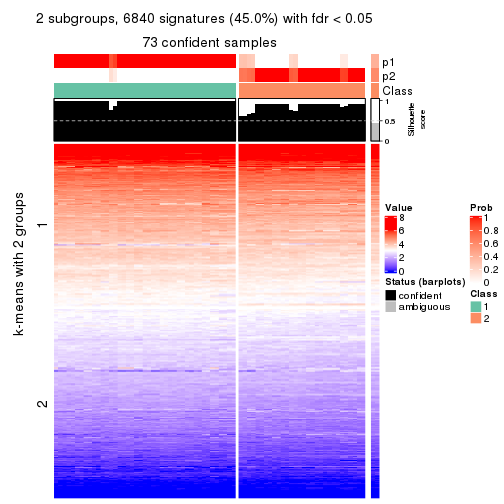 2 subgroups, 6840 signatures (45.0%) with fdr < 0.05
73 confident samples
p1
p2
Class
1
0.5
0
Silhouette
score
k-means with 2 groups
1
2
Value
8
6
4
2
0
Prob
1
0.8
0.6
0.4
0.2
0
Status (barplots)
confident
ambiguous
Class
1
2